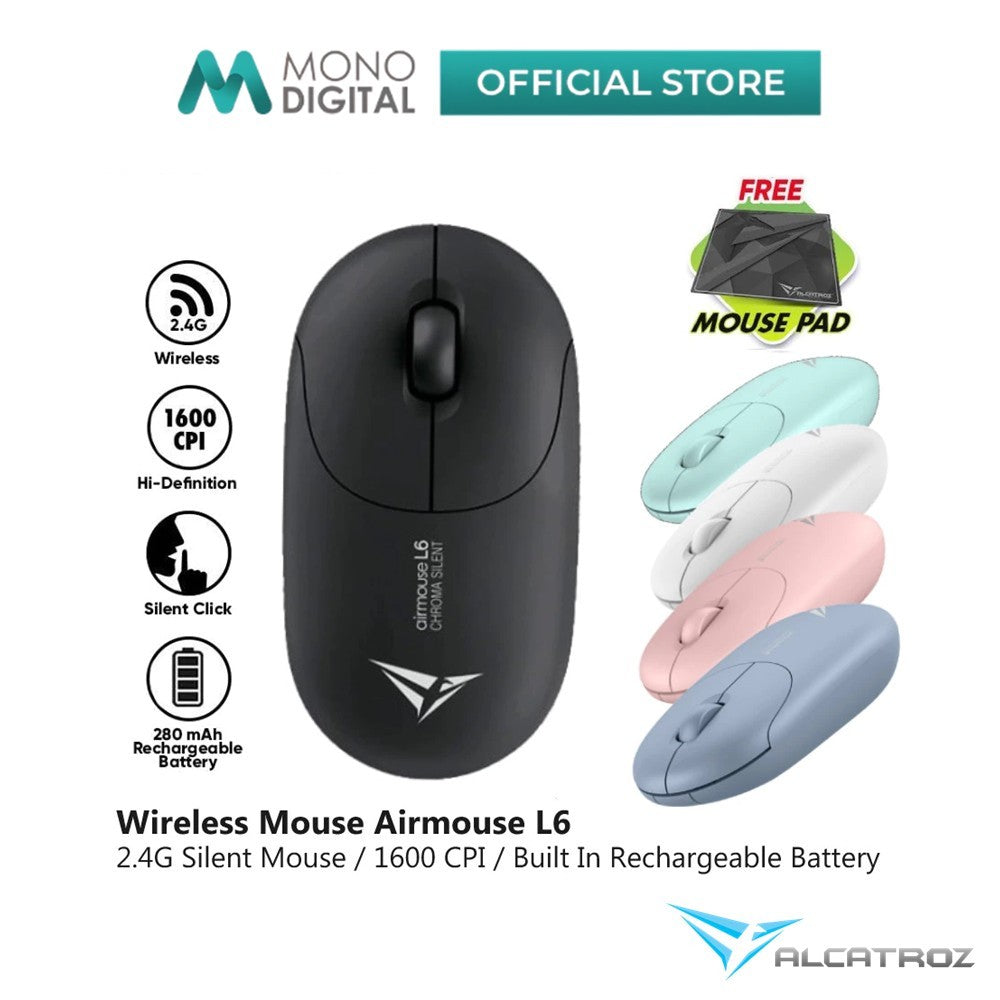 MONO
DIGITAL
OFFICIAL STORE
FREE
ALCATROZ
MOUSE PAD
2.4G
Wireless
1600
CPI
Hi-Definition
Silent Click
280 mAh
Rechargeable
Battery
airmouse L6
CHROMA SILENT
Wireless Mouse Airmouse L6
2.4G Silent Mouse / 1600 CPI / Built In Rechargeable Battery
ALCATROZ